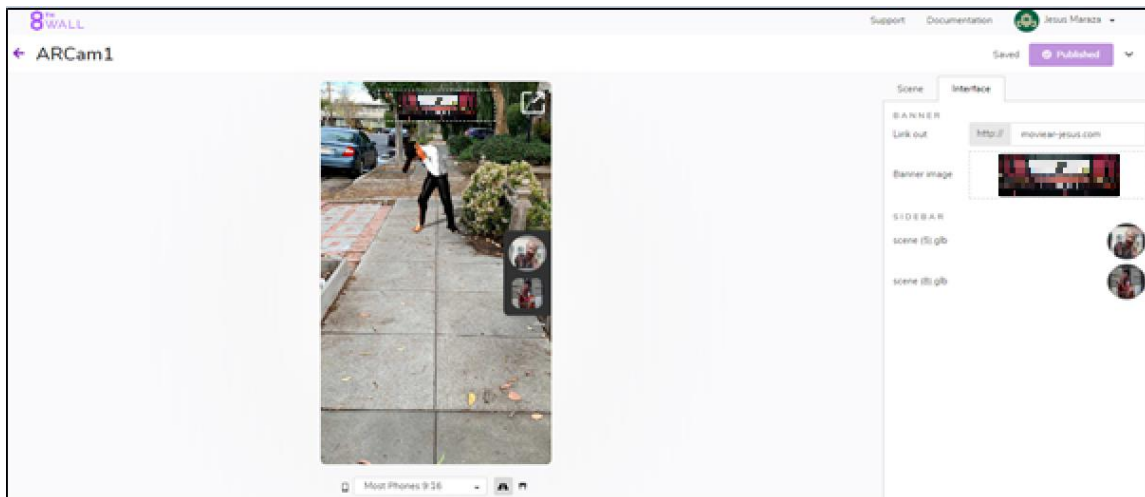 8TH WALL
Support Documentation Jesus Maraza
ARCam1
Saved Published
Scene Interface
BANNER
Link out http:// moviear-jesus.com
Banner image
SIDEBAR
scene (5).glb
scene (8).glb
Most Phones 9:16